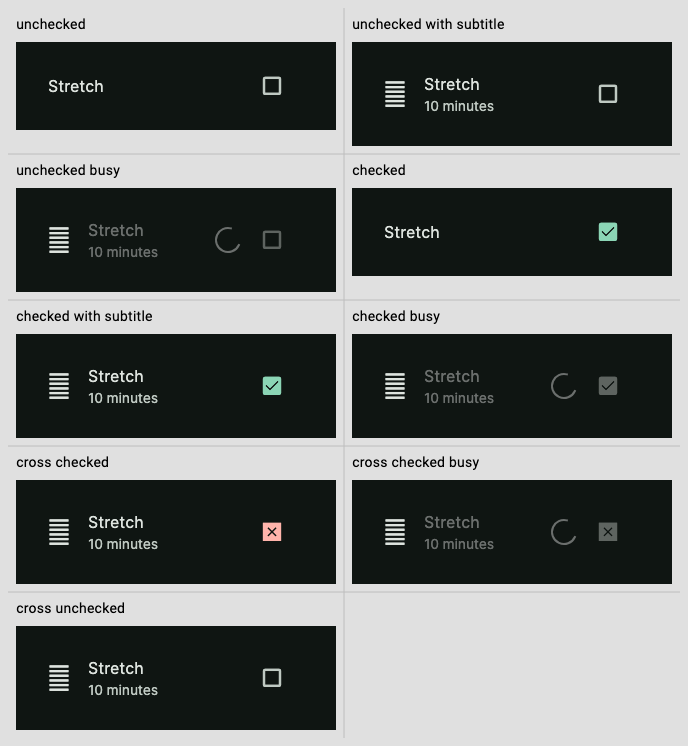 unchecked
Stretch
unchecked with subtitle
Stretch
10 minutes
unchecked busy
Stretch
10 minutes
checked
Stretch
checked with subtitle
Stretch
10 minutes
checked busy
Stretch
10 minutes
cross checked
Stretch
10 minutes
cross checked busy
Stretch
10 minutes
cross unchecked
Stretch
10 minutes